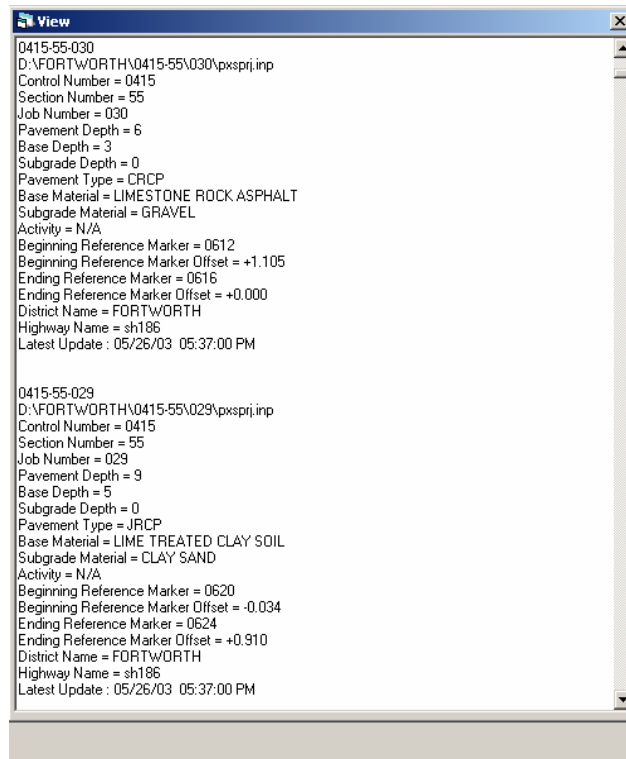 View
0415-55-030
D:\FORTWORTH\0415-55\030\pxsprj.inp
Control Number = 0415
Section Number = 55
Job Number = 030
Pavement Depth = 6
Base Depth = 3
Subgrade Depth = 0
Pavement Type = CRCP
Base Material = LIMESTONE ROCK ASPHALT
Subgrade Material = GRAVEL
Activity = N/A
Beginning Reference Marker = 0612
Beginning Reference Marker Offset = +1.105
Ending Reference Marker = 0616
Ending Reference Marker Offset = +0.000
District Name = FORTWORTH
Highway Name = sh186
Latest Update : 05/26/03  05:37:00 PM
0415-55-029
D:\FORTWORTH\0415-55\029\pxsprj.inp
Control Number = 0415
Section Number = 55
Job Number = 029
Pavement Depth = 9
Base Depth = 5
Subgrade Depth = 0
Pavement Type = JRCP
Base Material = LIME TREATED CLAY SOIL
Subgrade Material = CLAY SAND
Activity = N/A
Beginning Reference Marker = 0620
Beginning Reference Marker Offset = -0.034
Ending Reference Marker = 0624
Ending Reference Marker Offset = +0.910
District Name = FORTWORTH
Highway Name = sh186
Latest Update : 05/26/03  05:37:00 PM